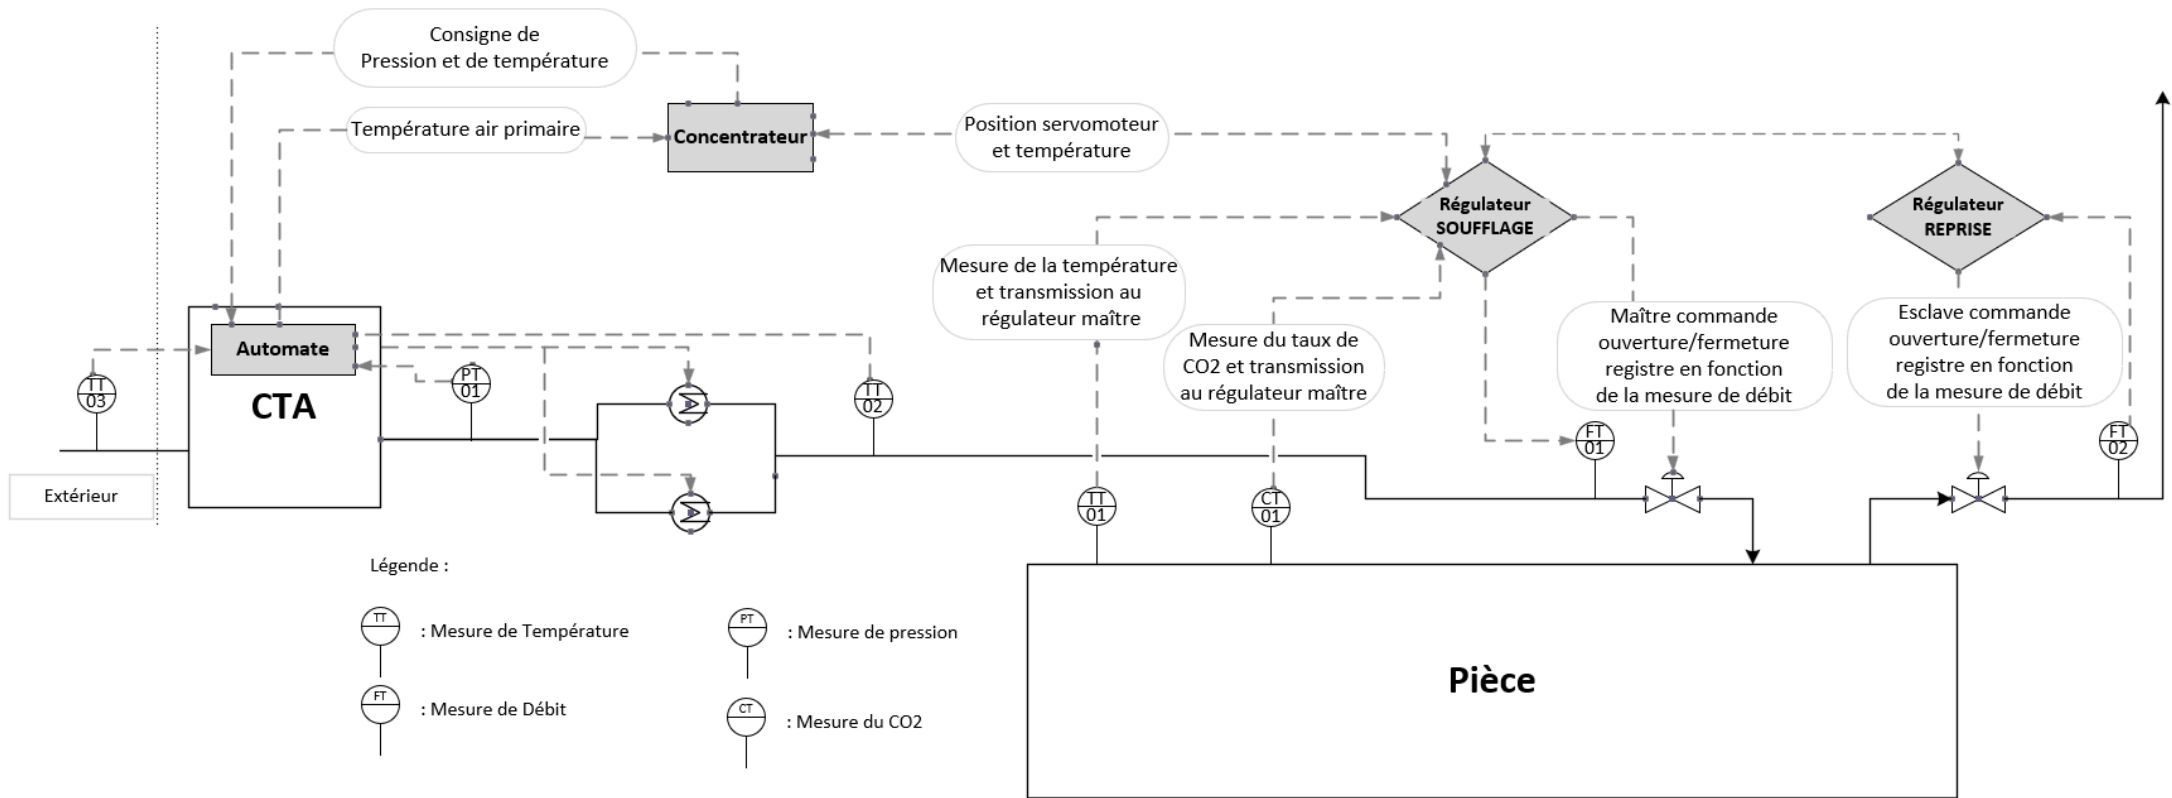 Consigne de
Pression et de température
Température air primaire
Concentrateur
Position servomoteur
et température
Régulateur
SOUFFLAGE
Régulateur
REPRISE
Mesure de la température
et transmission au
régulateur maître
Mesure du taux de
CO2 et transmission
au régulateur maître
Maître commande
ouverture/fermeture
registre en fonction
de la mesure de débit
Esclave commande
ouverture/fermeture
registre en fonction
de la mesure de débit
Automate
CTA
TT
03
PT
01
TT
02
FT
01
FT
02
Extérieur
TT
01
CT
01
Légende :
TT
: Mesure de Température
PT
: Mesure de pression
FT
: Mesure de Débit
CT
: Mesure du CO2
Pièce